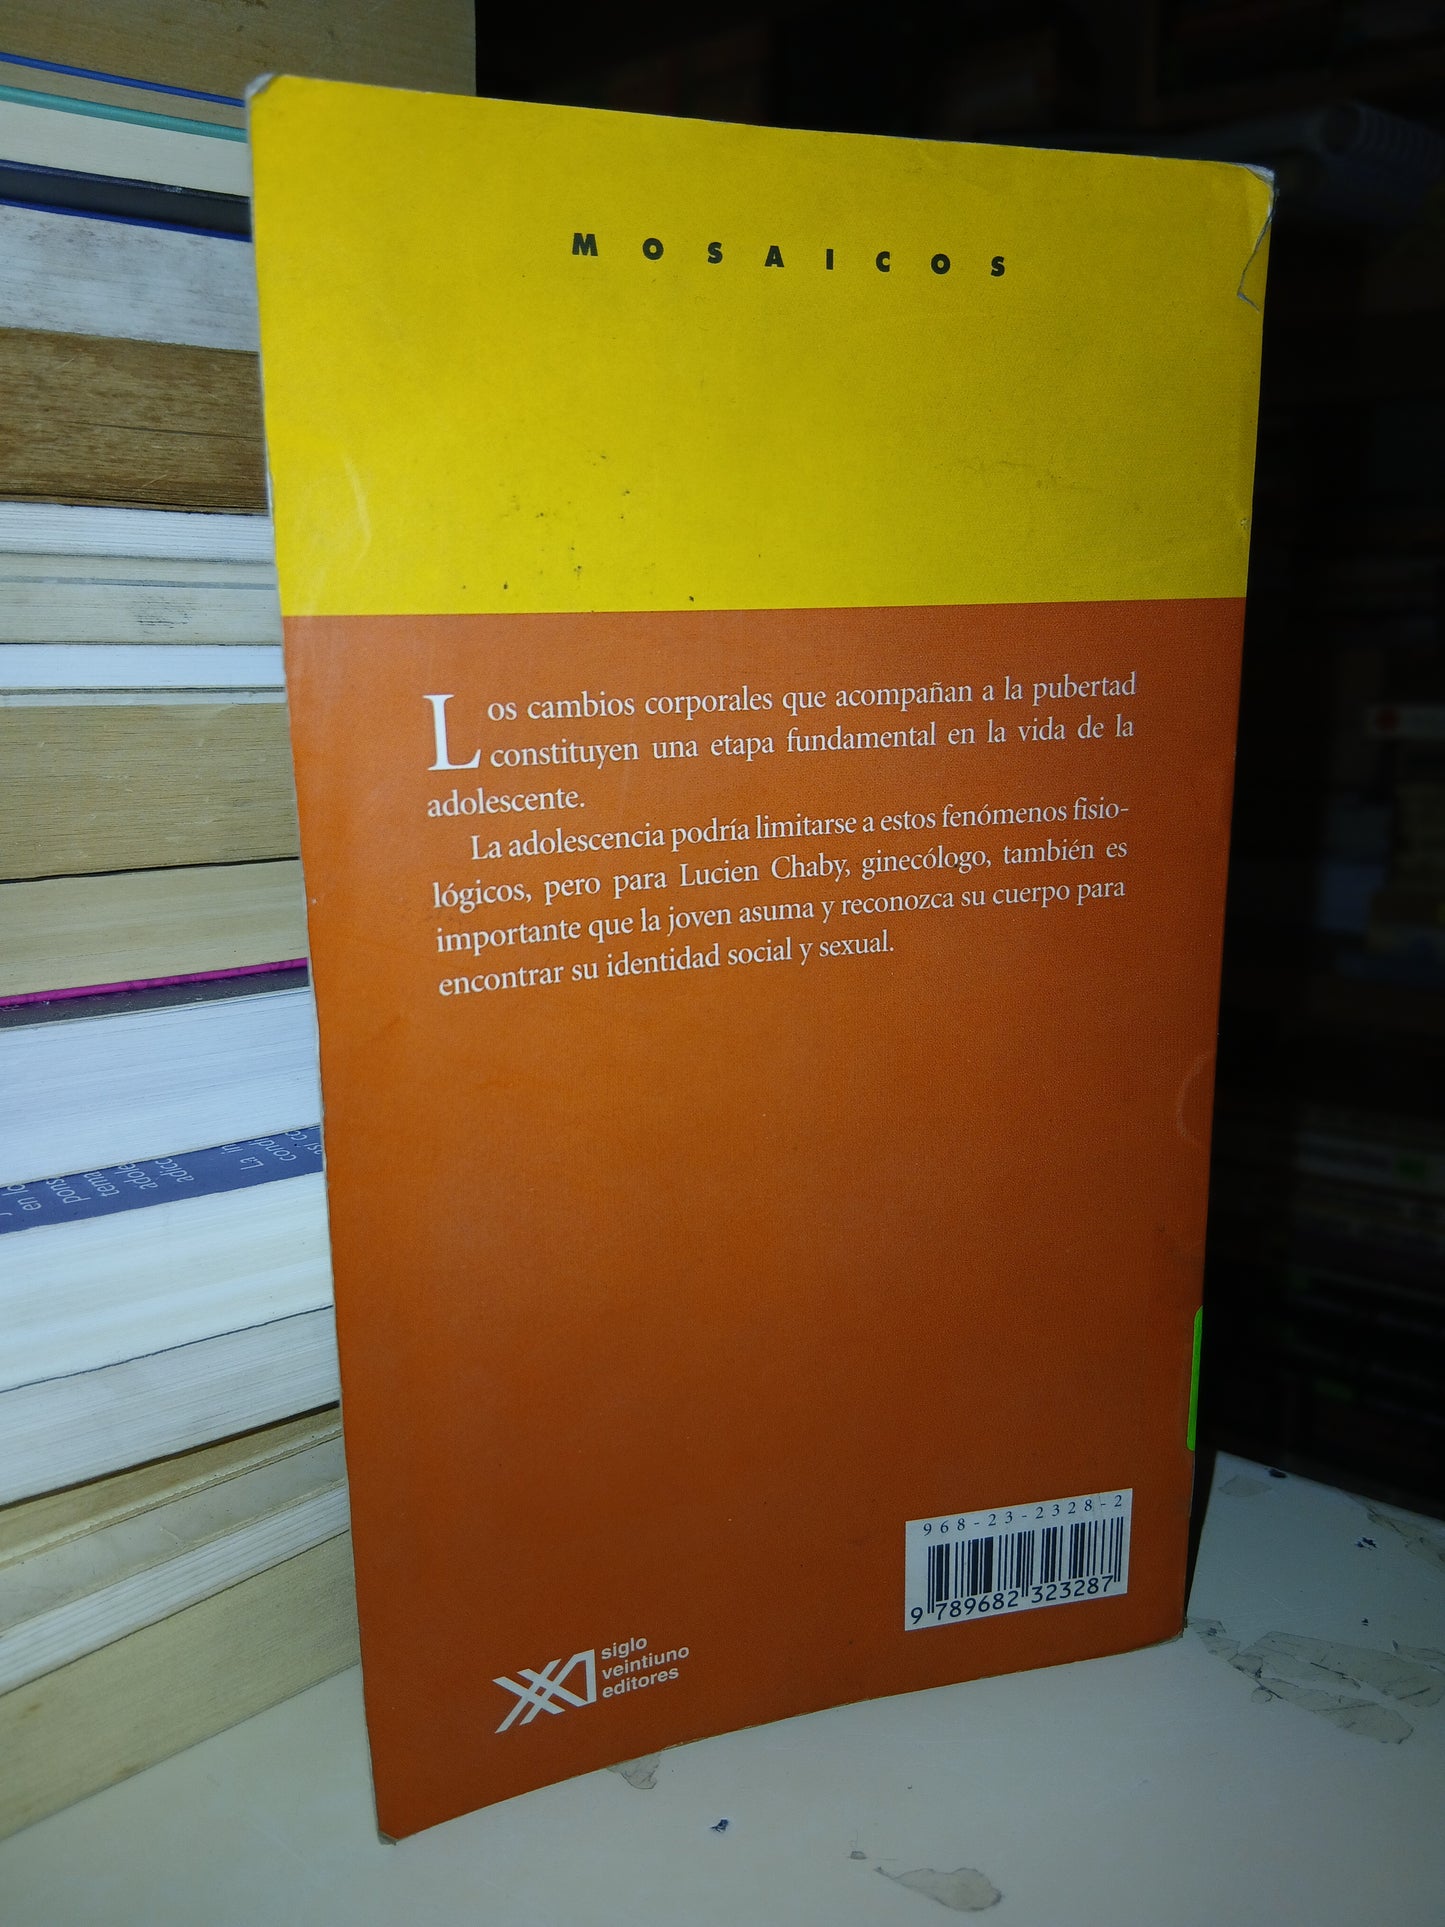 MOSAICOS
Los cambios corporales que acompañan a la pubertad
constituyen una etapa fundamental en la vida de la
adolescente.
La adolescencia podría limitarse a estos fenómenos fisio-
lógicos, pero para Lucien Chaby, ginecólogo, también es
importante que la joven asuma y reconozca su cuerpo para
encontrar su identidad social y sexual.
968-23-2328-2
9 789682 323287
siglo
veintiuno
editores